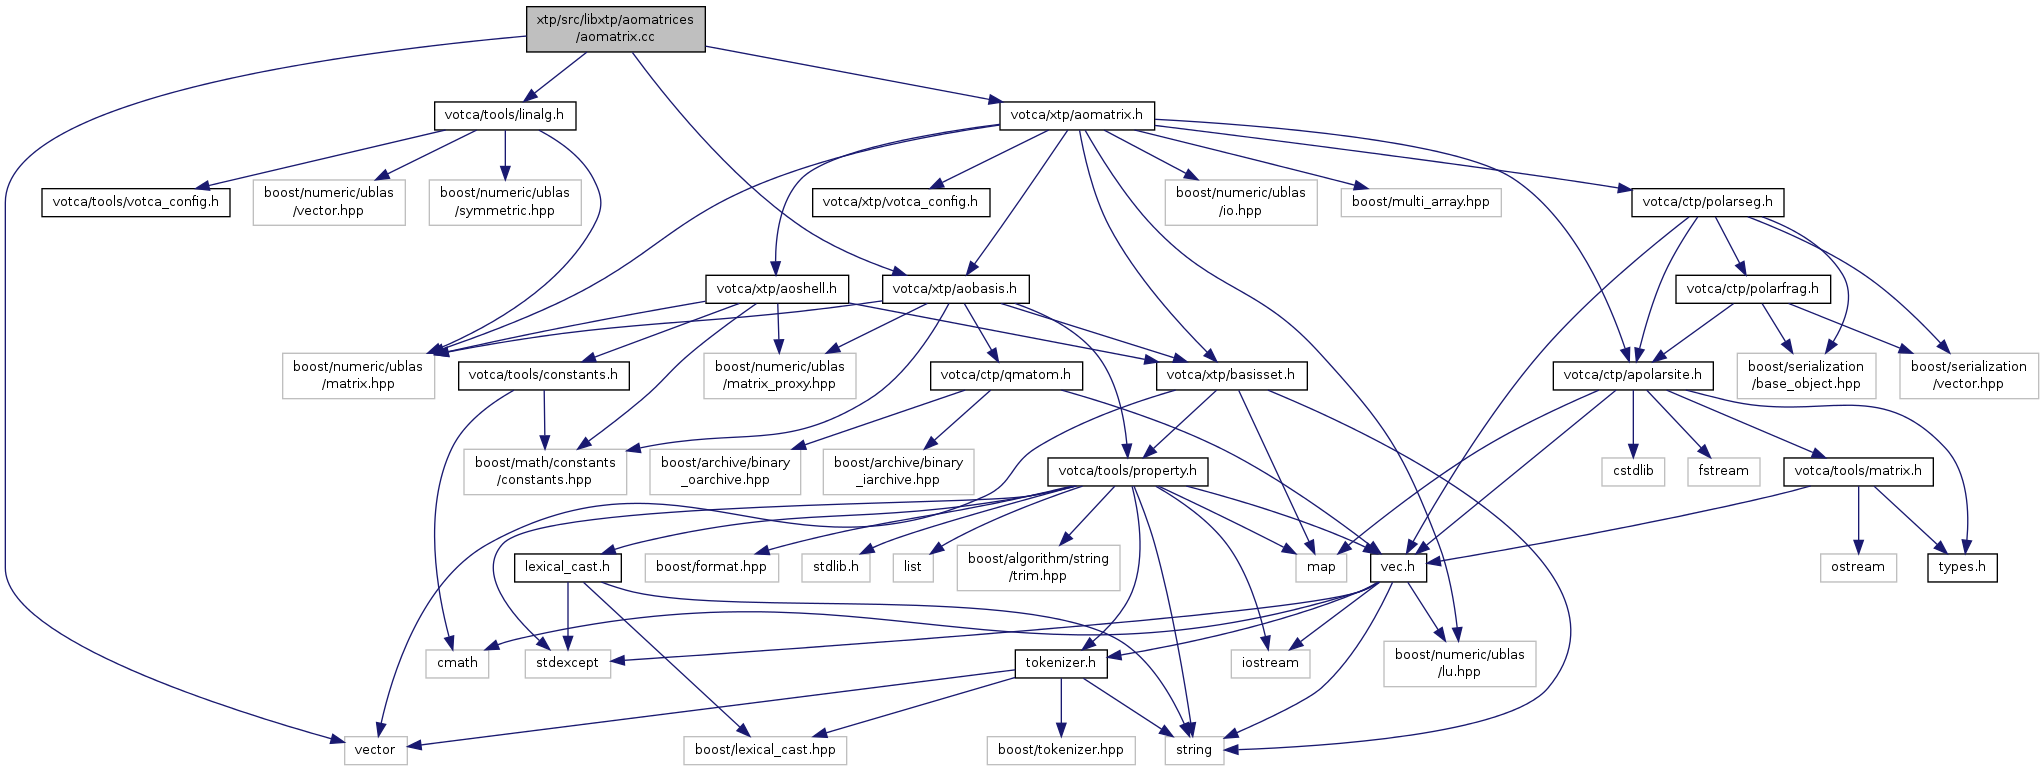 xtp/src/libxtp/aomatrices
/aomatrix.cc
votca/tools/linalg.h
votca/xtp/aomatrix.h
votca/tools/votca_config.h
boost/numeric/ublas
/vector.hpp
boost/numeric/ublas
/symmetric.hpp
votca/xtp/votca_config.h
boost/numeric/ublas
/io.hpp
boost/multi_array.hpp
votca/ctp/polarseg.h
votca/xtp/aoshell.h
votca/xtp/aobasis.h
votca/ctp/polarfrag.h
boost/numeric/ublas
/matrix.hpp
votca/tools/constants.h
boost/numeric/ublas
/matrix_proxy.hpp
votca/ctp/qmatom.h
votca/xtp/basisset.h
votca/ctp/apolarsite.h
boost/serialization
/base_object.hpp
boost/serialization
/vector.hpp
boost/math/constants
/constants.hpp
boost/archive/binary
_oarchive.hpp
boost/archive/binary
_iarchive.hpp
votca/tools/property.h
cstdlib
fstream
votca/tools/matrix.h
lexical_cast.h
boost/format.hpp
stdlib.h
list
boost/algorithm/string
/trim.hpp
map
vec.h
ostream
types.h
cmath
stdexcept
tokenizer.h
iostream
boost/numeric/ublas
/lu.hpp
vector
boost/lexical_cast.hpp
boost/tokenizer.hpp
string